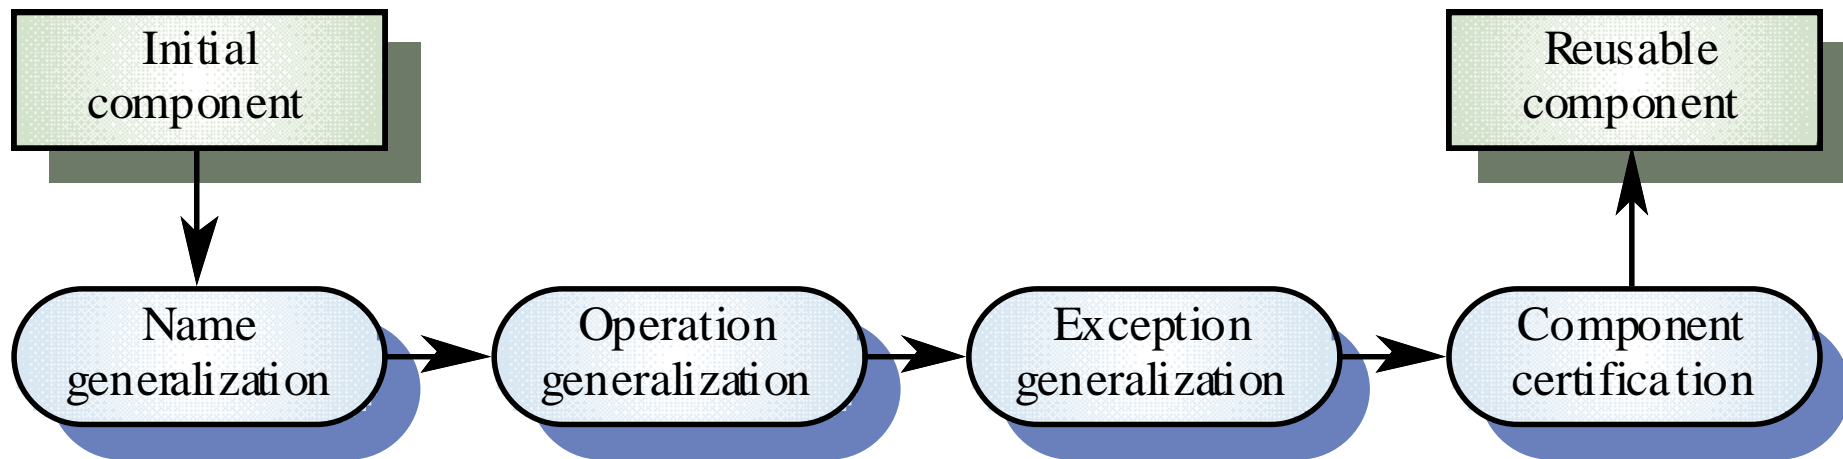 Initial
component
Reusable
component
Name
generalization
Operation
generalization
Exception
generalization
Component
certification